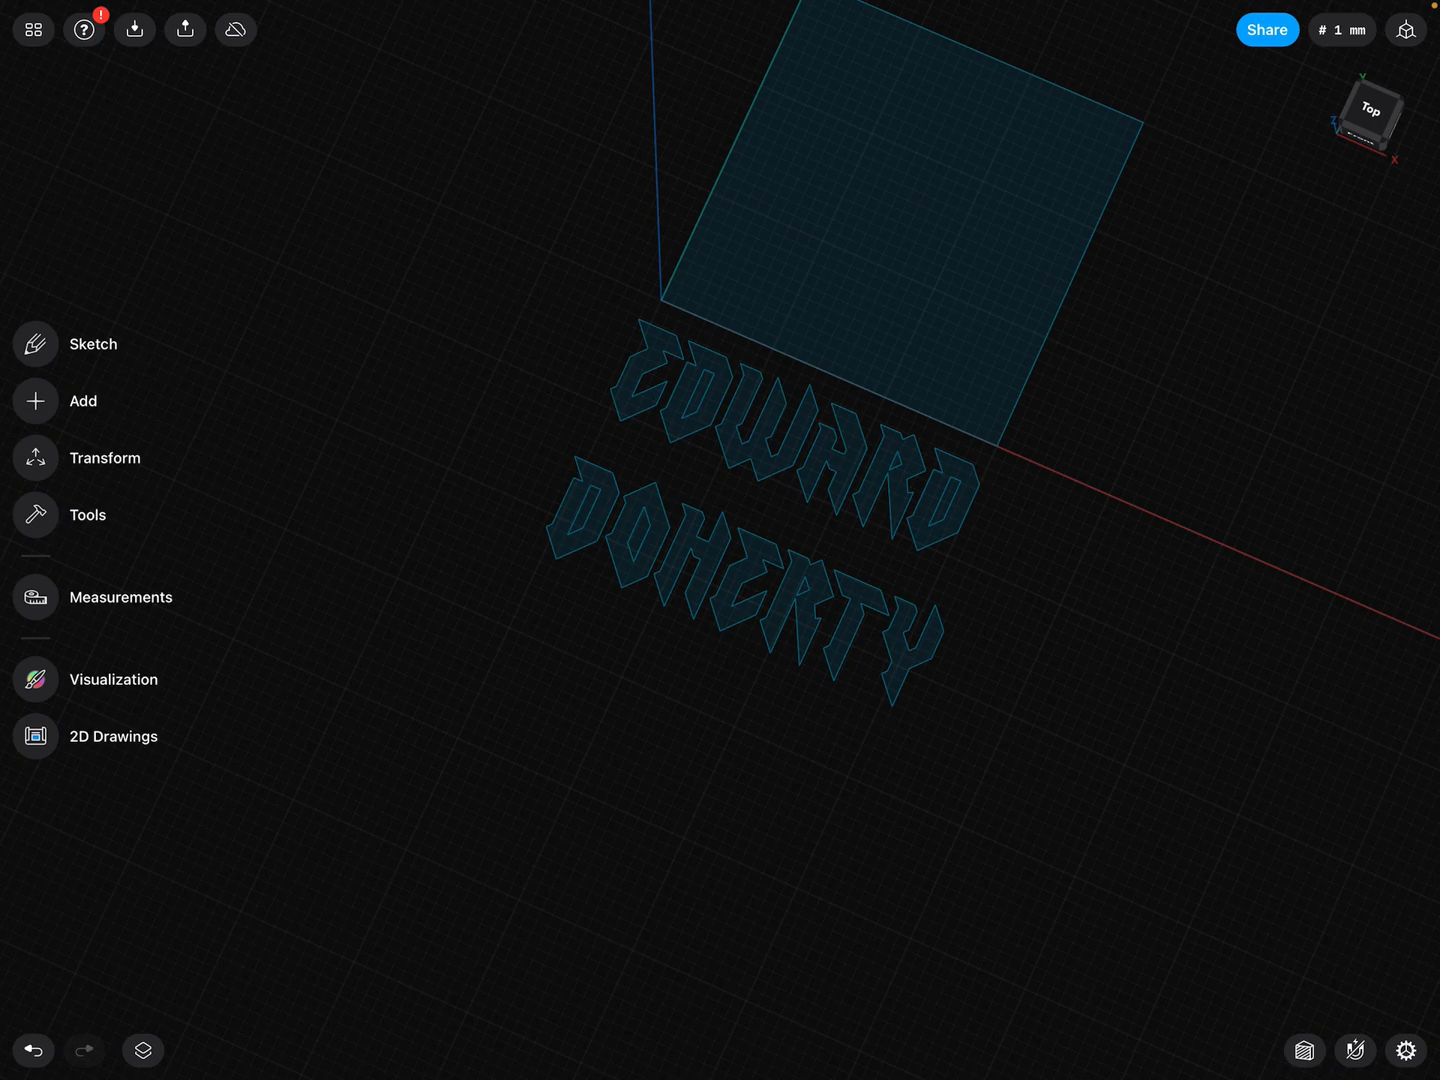 !
?
Share
# 1 mm
Y
Top
Z
X
Sketch
Add
Transform
Tools
Measurements
Visualization
2D Drawings
EDWARD
DOHERTY